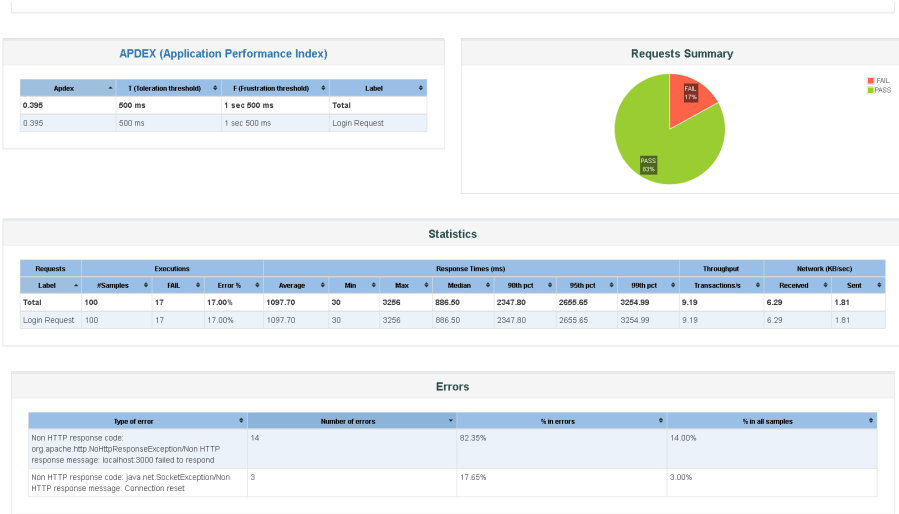 APDEX (Application Performance Index)
Apdex T (Toleration threshold) F (Frustration threshold) Label
0.395 500 ms 1 sec 500 ms Total
0.395 500 ms 1 sec 500 ms Login Request
Requests Summary
FAIL
17%
PASS
83%
FAIL
PASS
Statistics
Requests Executions Response Times (ms) Throughput Network (KB/sec)
Label #Samples FAIL Error % Average Min Max Median 90th pct 95th pct 99th pct Transactions/s Received Sent
Total 100 17 17.00% 1097.70 30 3256 886.50 2347.80 2655.65 3254.99 9.19 6.29 1.81
Login Request 100 17 17.00% 1097.70 30 3256 886.50 2347.80 2655.65 3254.99 9.19 6.29 1.81
Errors
Type of error Number of errors % in errors % in all samples
Non HTTP response code: 14 82.35% 14.00%
org.apache.http.NoHttpResponseException/Non HTTP
response message: localhost:3000 failed to respond
Non HTTP response code: java.net.SocketException/Non 3 17.65% 3.00%
HTTP response message: Connection reset